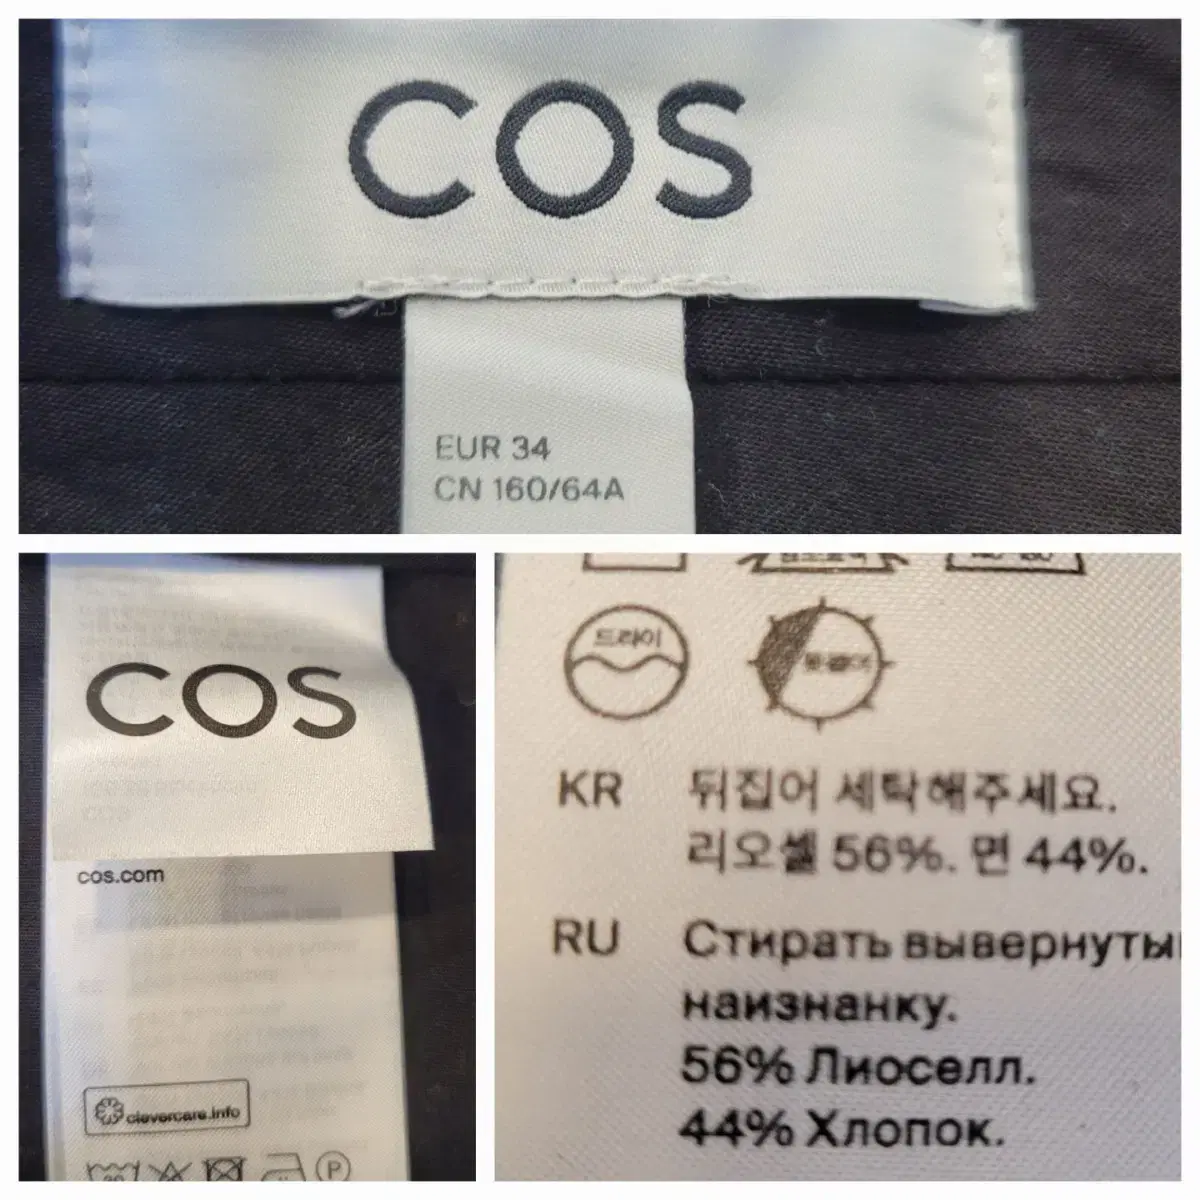 COS
EUR 34
CN 160/64A
COS
cos.com
clevercare.info
P
드라이
KR 뒤집어 세탁해주세요.
리오셀 56%. 면 44%.
RU Стирать вывернуты
наизнанку.
56% Лиоселл.
44% Хлопок.